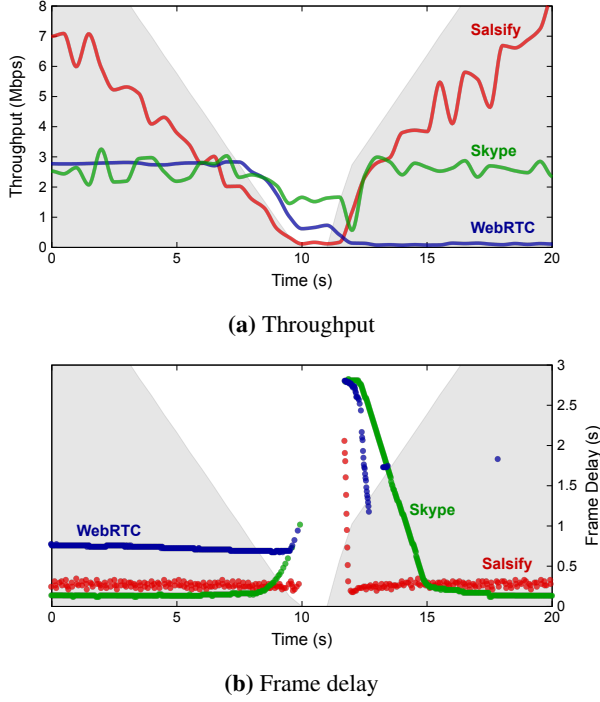 8
7
6
5
4
3
2
1
0
Throughput (Mbps)
Salsify
Skype
WebRTC
0 5 10 15 20
Time (s)
(a) Throughput
3
2.5
2
1.5
1
0.5
0
Frame Delay (s)
WebRTC
Skype
Salsify
0 5 10 15 20
Time (s)
(b) Frame delay